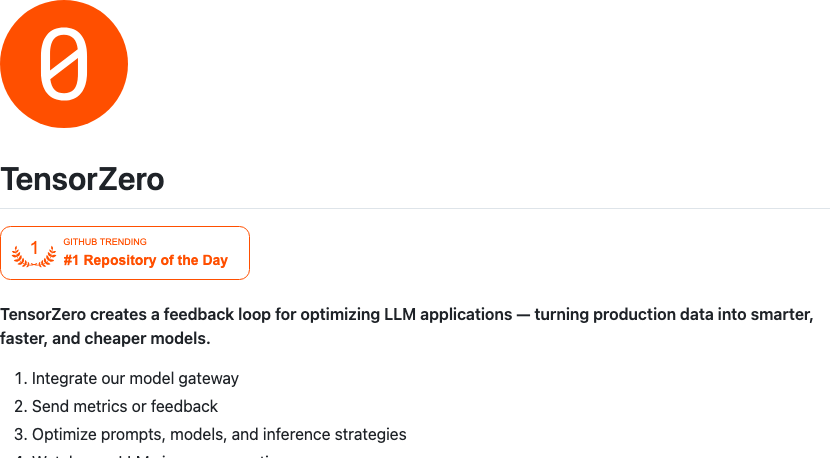 0
TensorZero
1
GITHUB TRENDING
#1 Repository of the Day
TensorZero creates a feedback loop for optimizing LLM applications — turning production data into smarter,
faster, and cheaper models.
1. Integrate our model gateway
2. Send metrics or feedback
3. Optimize prompts, models, and inference strategies